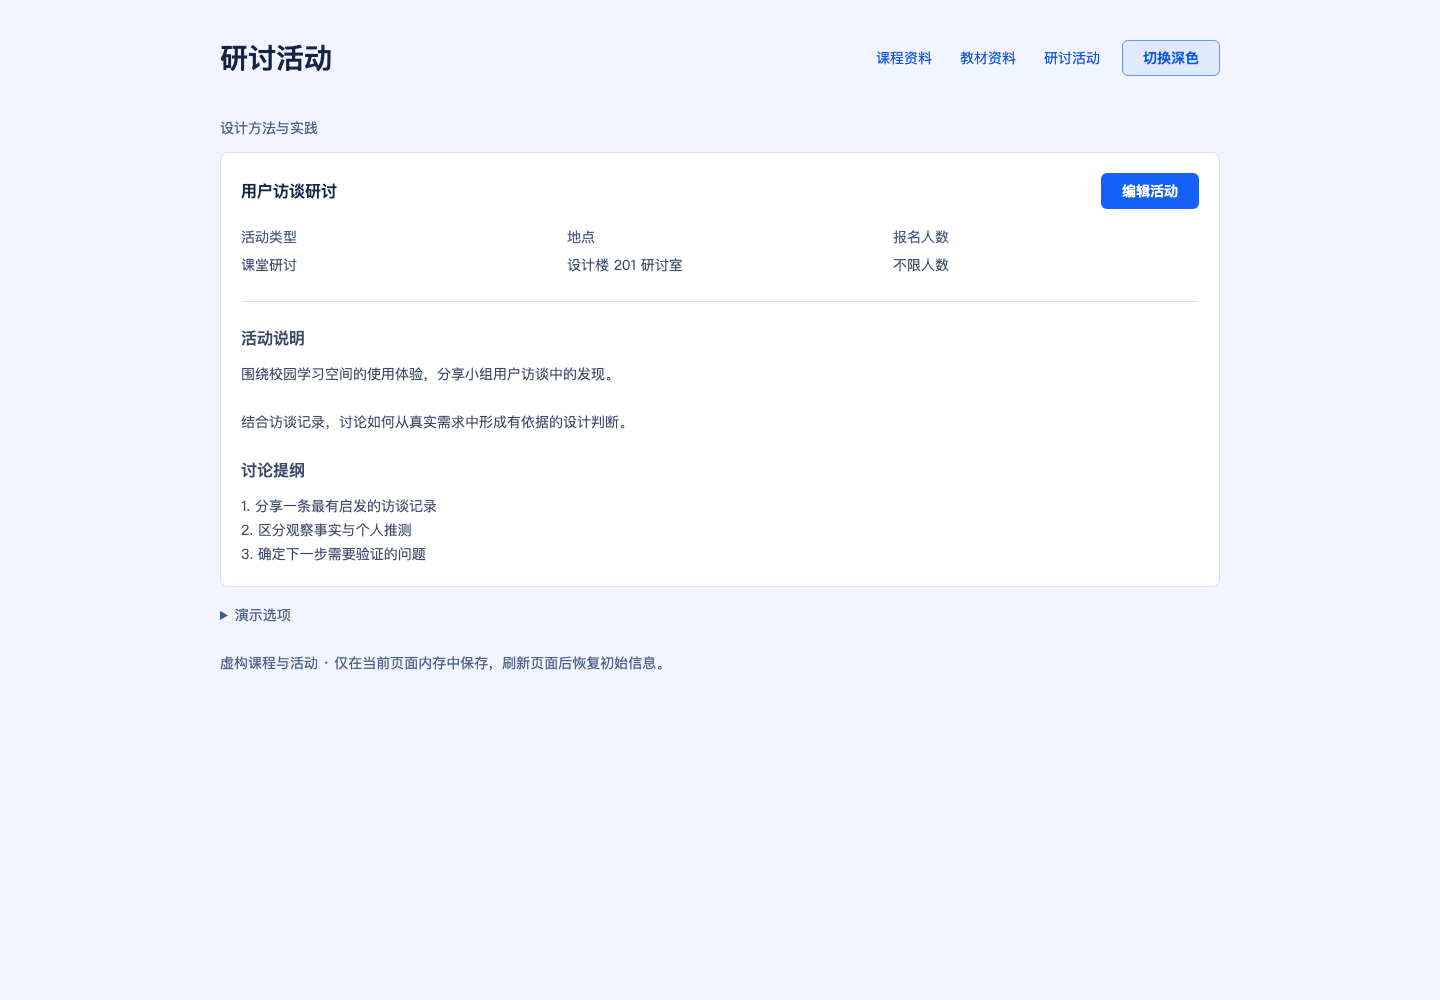 研讨活动
课程资料 教材资料 研讨活动 切换深色
设计方法与实践
用户访谈研讨
编辑活动
活动类型 地点 报名人数
课堂研讨 设计楼 201 研讨室 不限人数
活动说明
围绕校园学习空间的使用体验，分享小组用户访谈中的发现。
结合访谈记录，讨论如何从真实需求中形成有依据的设计判断。
讨论提纲
1. 分享一条最有启发的访谈记录
2. 区分观察事实与个人推测
3. 确定下一步需要验证的问题
▶ 演示选项
虚构课程与活动 · 仅在当前页面内存中保存，刷新页面后恢复初始信息。